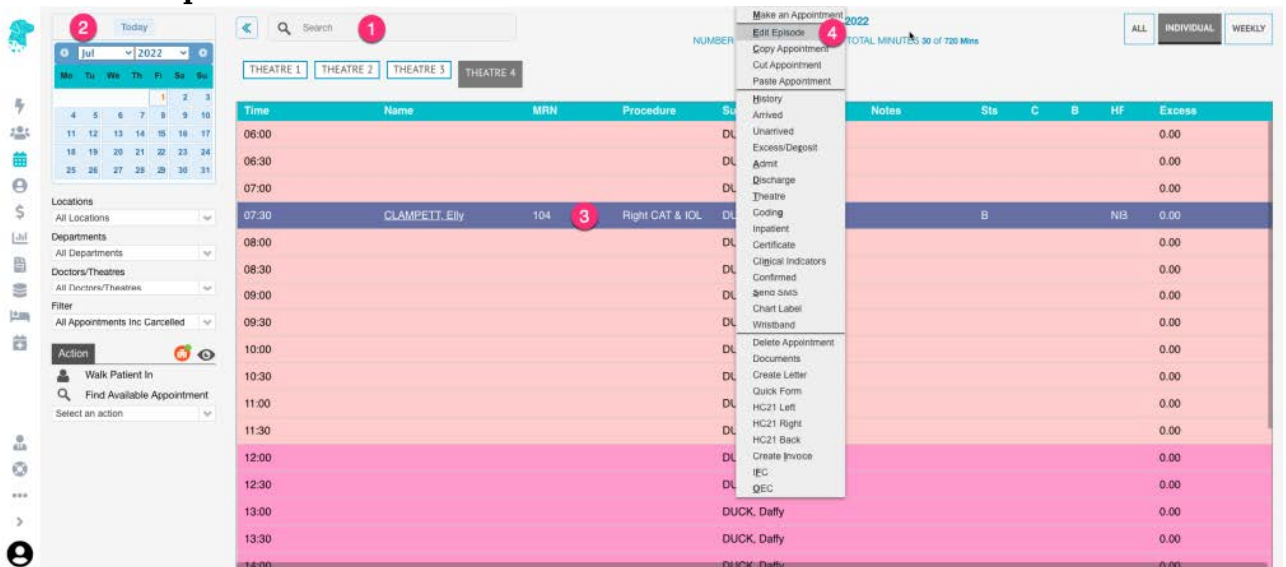 2
Today
Jul 2022
Mo Tu We Th Fr Sa Su
1 2 3
4 5 6 7 8 9 10
11 12 13 14 15 16 17
18 19 20 21 22 23 24
25 26 27 28 29 30 31
Locations
All Locations
Departments
All Departments
Doctors/Theatres
All Doctors/Theatres
Filter
All Appointments Inc Cancelled
Action
Walk Patient In
Find Available Appointment
Select an action
Search
1
2022
NUMBER
TOTAL MINUTES 30 of 720 Mins
ALL INDIVIDUAL WEEKLY
THEATRE 1 THEATRE 2 THEATRE 3 THEATRE 4
Time Name MRN Procedure Su Notes Sts C B HF Excess
06:00 DU 0.00
06:30 DU 0.00
07:00 DU 0.00
07:30 CLAMPETT, Elly 104 3 Right CAT & IOL DU B NIB 0.00
08:00 DU 0.00
08:30 DU 0.00
09:00 DU 0.00
09:30 DU 0.00
10:00 DU 0.00
10:30 DU 0.00
11:00 DU 0.00
11:30 DU 0.00
12:00 DU 0.00
12:30 DU 0.00
13:00 DUCK, Daffy 0.00
13:30 DUCK, Daffy 0.00
14:00 DUCK, Daffy 0.00
Make an Appointment
Edit Episode 4
Copy Appointment
Cut Appointment
Paste Appointment
History
Arrived
Unarrived
Excess/Deposit
Admit
Discharge
Theatre
Coding
Inpatient
Certificate
Clinical Indicators
Confirmed
Send SMS
Chart Label
Wristband
Delete Appointment
Documents
Create Letter
Quick Form
HC21 Left
HC21 Right
HC21 Back
Create Invoice
IFC
OEC